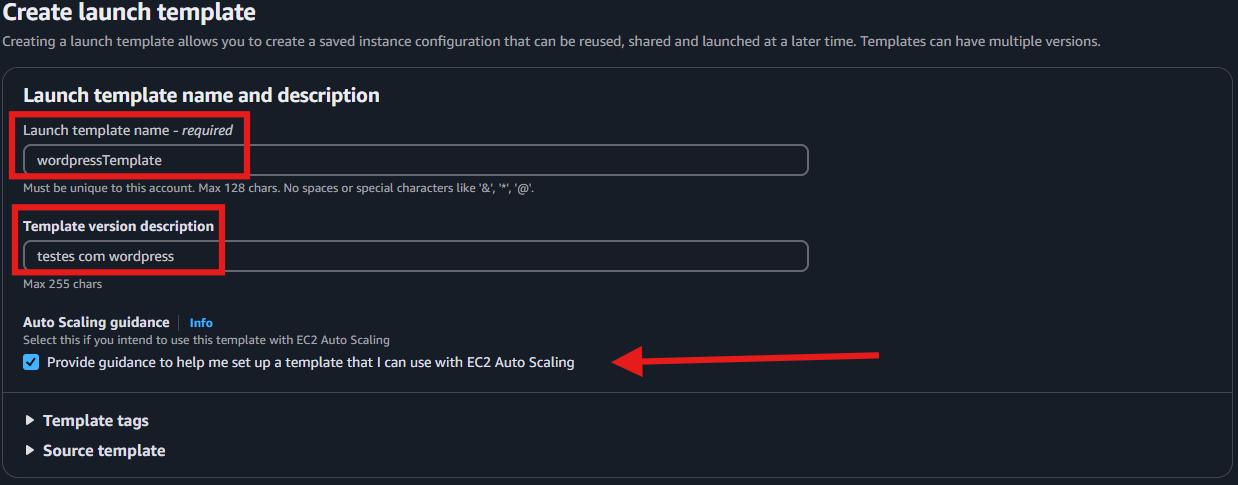 Create launch template
Creating a launch template allows you to create a saved instance configuration that can be reused, shared and launched at a later time. Templates can have multiple versions.
Launch template name and description
Launch template name - required
wordpressTemplate
Must be unique to this account. Max 128 chars. No spaces or special characters like '&', '*', '@'.
Template version description
testes com wordpress
Max 255 chars
Auto Scaling guidance | Info
Select this if you intend to use this template with EC2 Auto Scaling
Provide guidance to help me set up a template that I can use with EC2 Auto Scaling
Template tags
Source template